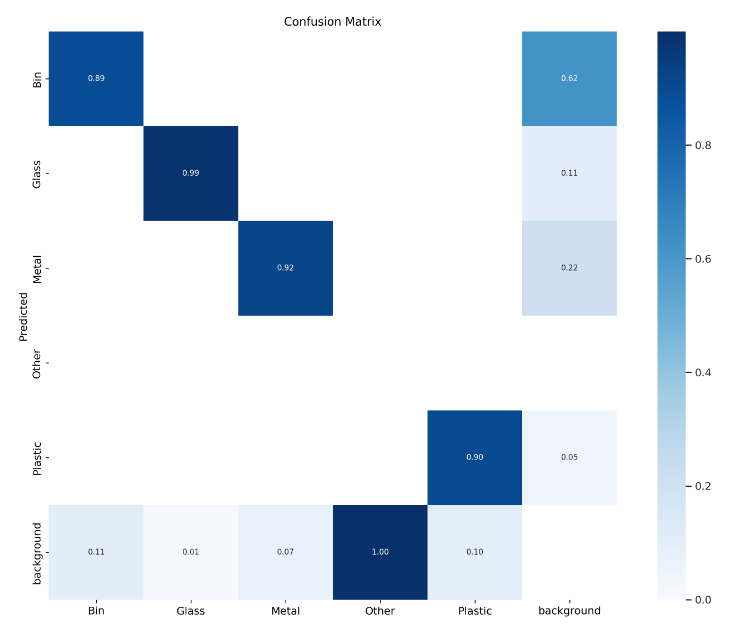 Confusion Matrix
Bin
0.89
0.62
0.8
Glass
0.99
0.11
0.6
Metal
0.92
0.22
Predicted
Other
0.4
Plastic
0.90
0.05
0.2
background
0.11
0.01
0.07
1.00
0.10
0.0
Bin
Glass
Metal
Other
Plastic
background